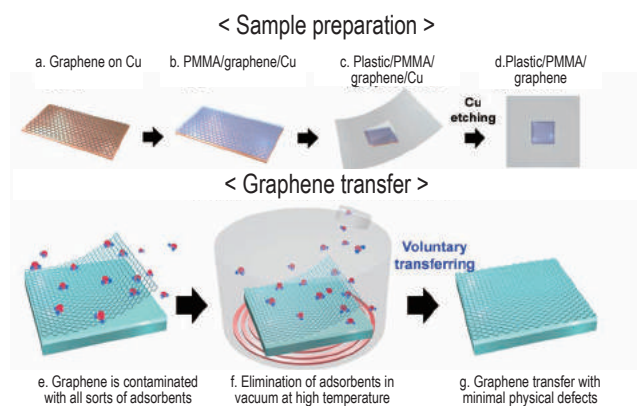 < Sample preparation >
a. Graphene on Cu
b. PMMA/graphene/Cu
c. Plastic/PMMA/
graphene/Cu
d.Plastic/PMMA/
graphene
Cu
etching
< Graphene transfer >
Voluntary
transferring
e. Graphene is contaminated
with all sorts of adsorbents
f. Elimination of adsorbents in
vacuum at high temperature
g. Graphene transfer with
minimal physical defects